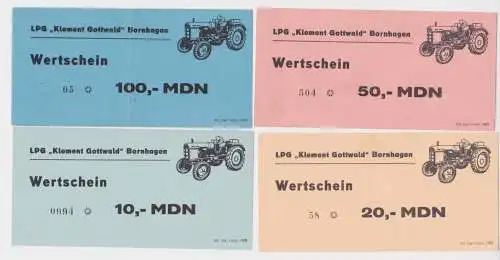 LPG „Klement Gottwald" Bornhagen
Wertschein
05 100,- MDN
LPG „Klement Gottwald" Bornhagen
Wertschein
504 50,- MDN
LPG „Klement Gottwald" Bornhagen
Wertschein
0994 10,- MDN
LPG „Klement Gottwald" Bornhagen
Wertschein
58 20,- MDN